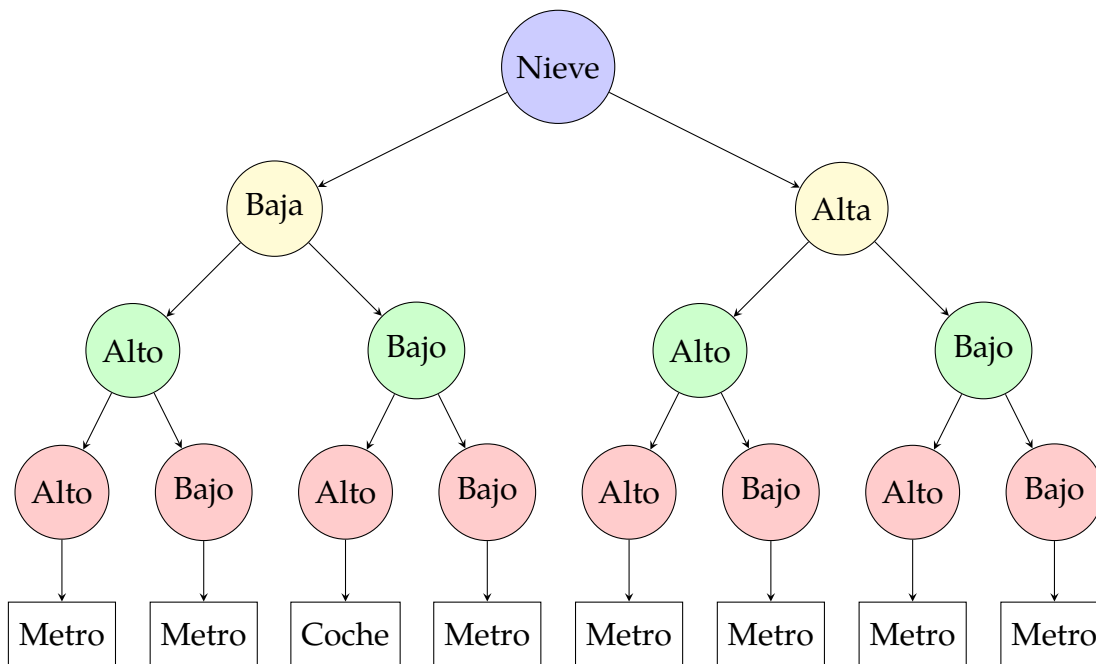 Nieve
Baja Alta
Alto Bajo Alto Bajo
Alto Bajo Alto Bajo Alto Bajo Alto Bajo
Metro Metro Coche Metro Metro Metro Metro Metro